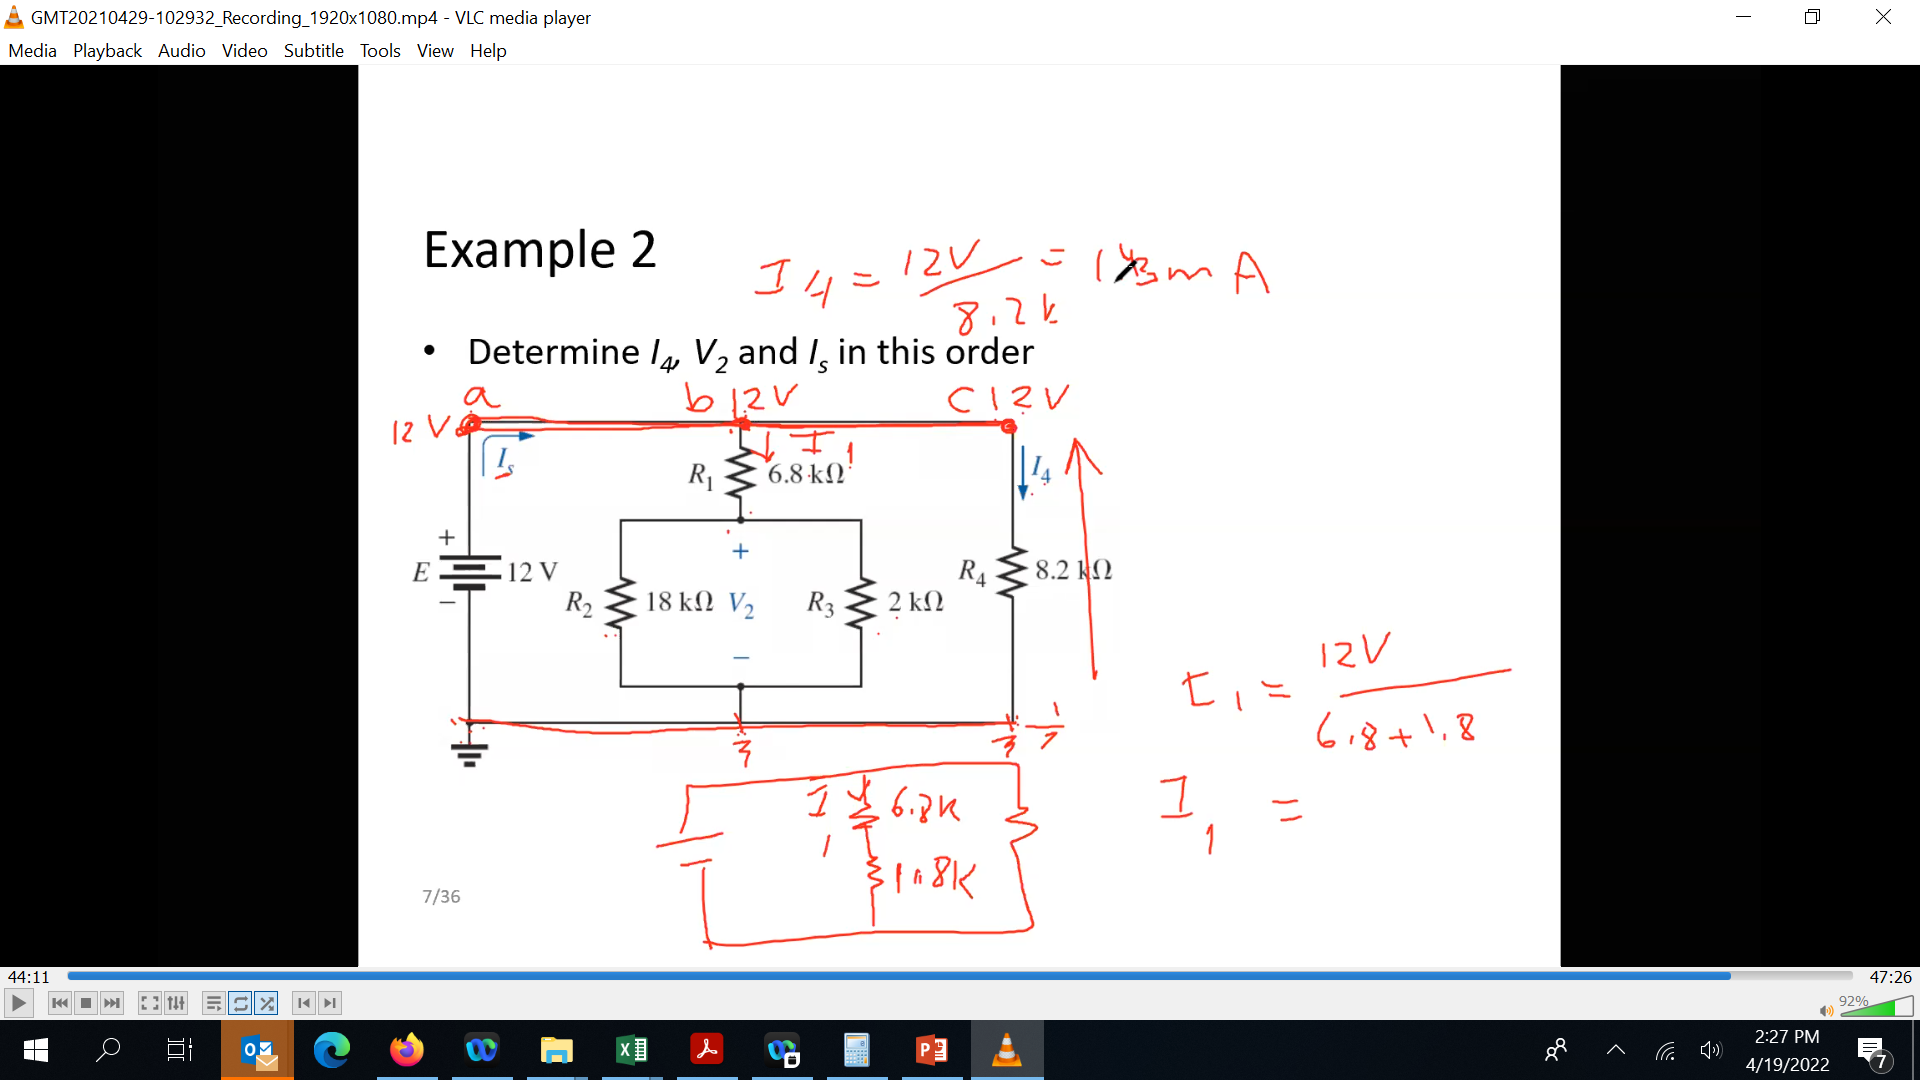 GMT20210429-102932_Recording_1920x1080.mp4 - VLC media player
Media Playback Audio Video Subtitle Tools View Help
Example 2
I4 = 12V / 8.2k = mA
• Determine I4, V2 and Is in this order
a b 12V C 12V
12V
Is
I1
R1 6.8 kΩ
I4
+
+
E 12 V
R4 8.2 kΩ
R2 18 kΩ V2 R3 2 kΩ
−
−
12V
I1 =
6.8+1.8
I1 6.8K
I1 =
1.8K
7/36
44:11 47:26
92%
2:27 PM
4/19/2022
7